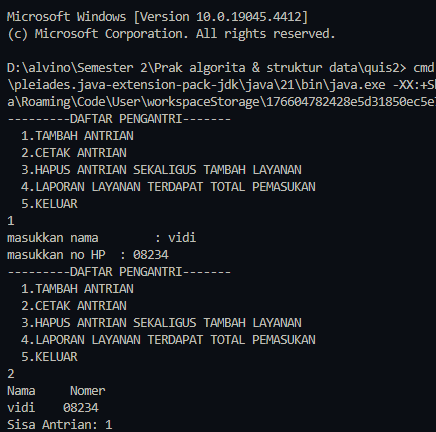 Microsoft Windows [Version 10.0.19045.4412]
(c) Microsoft Corporation. All rights reserved.
D:\alvino\Semester 2\Prak algorita & struktur data\quis2> cmd
\pleiades.java-extension-pack-jdk\java\21\bin\java.exe -XX:+Sh
a\Roaming\Code\User\workspaceStorage\176604782428e5d31850ec5e7
---------DAFTAR PENGANTRI-------
1.TAMBAH ANTRIAN
2.CETAK ANTRIAN
3.HAPUS ANTRIAN SEKALIGUS TAMBAH LAYANAN
4.LAPORAN LAYANAN TERDAPAT TOTAL PEMASUKAN
5.KELUAR
1
masukkan nama        : vidi
masukkan no HP  : 08234
---------DAFTAR PENGANTRI-------
1.TAMBAH ANTRIAN
2.CETAK ANTRIAN
3.HAPUS ANTRIAN SEKALIGUS TAMBAH LAYANAN
4.LAPORAN LAYANAN TERDAPAT TOTAL PEMASUKAN
5.KELUAR
2
Nama     Nomer
vidi    08234
Sisa Antrian: 1